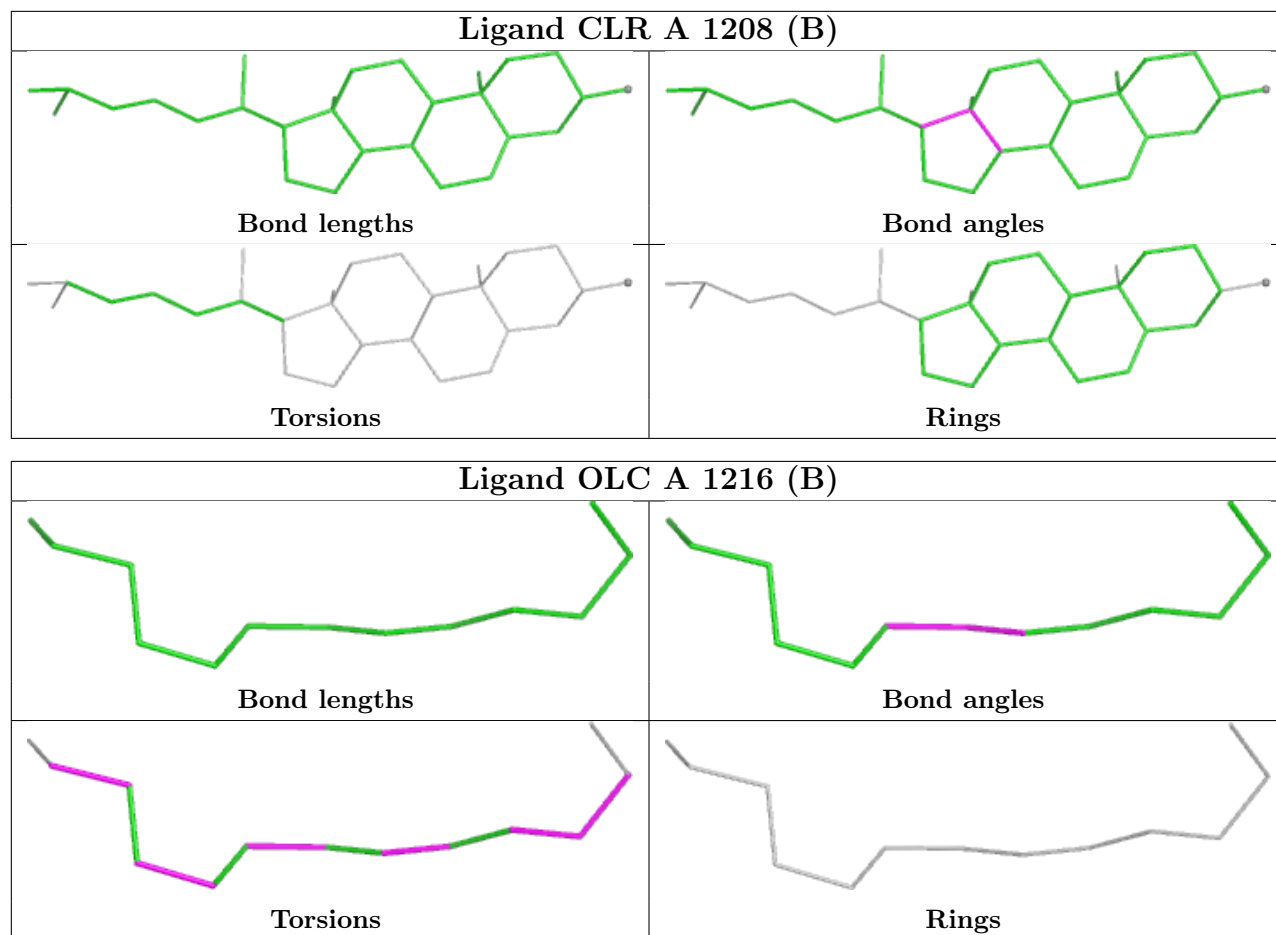 Ligand CLR A 1208 (B)
Bond lengths
Bond angles
Torsions
Rings
Ligand OLC A 1216 (B)
Bond lengths
Bond angles
Torsions
Rings